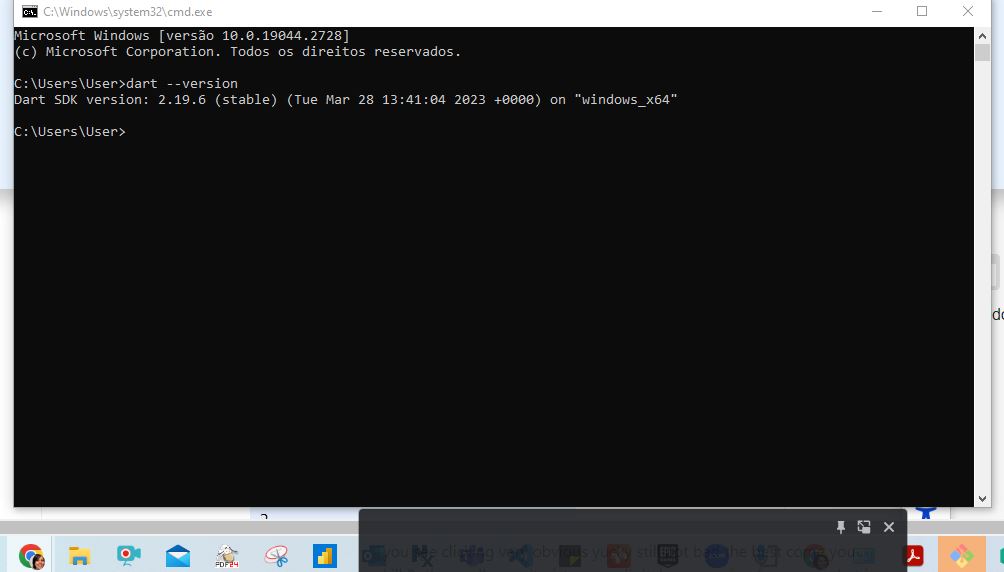 C:\Windows\system32\cmd.exe
Microsoft Windows [versão 10.0.19044.2728]
(c) Microsoft Corporation. Todos os direitos reservados.
C:\Users\User>dart --version
Dart SDK version: 2.19.6 (stable) (Tue Mar 28 13:41:04 2023 +0000) on "windows_x64"
C:\Users\User>
PDF24